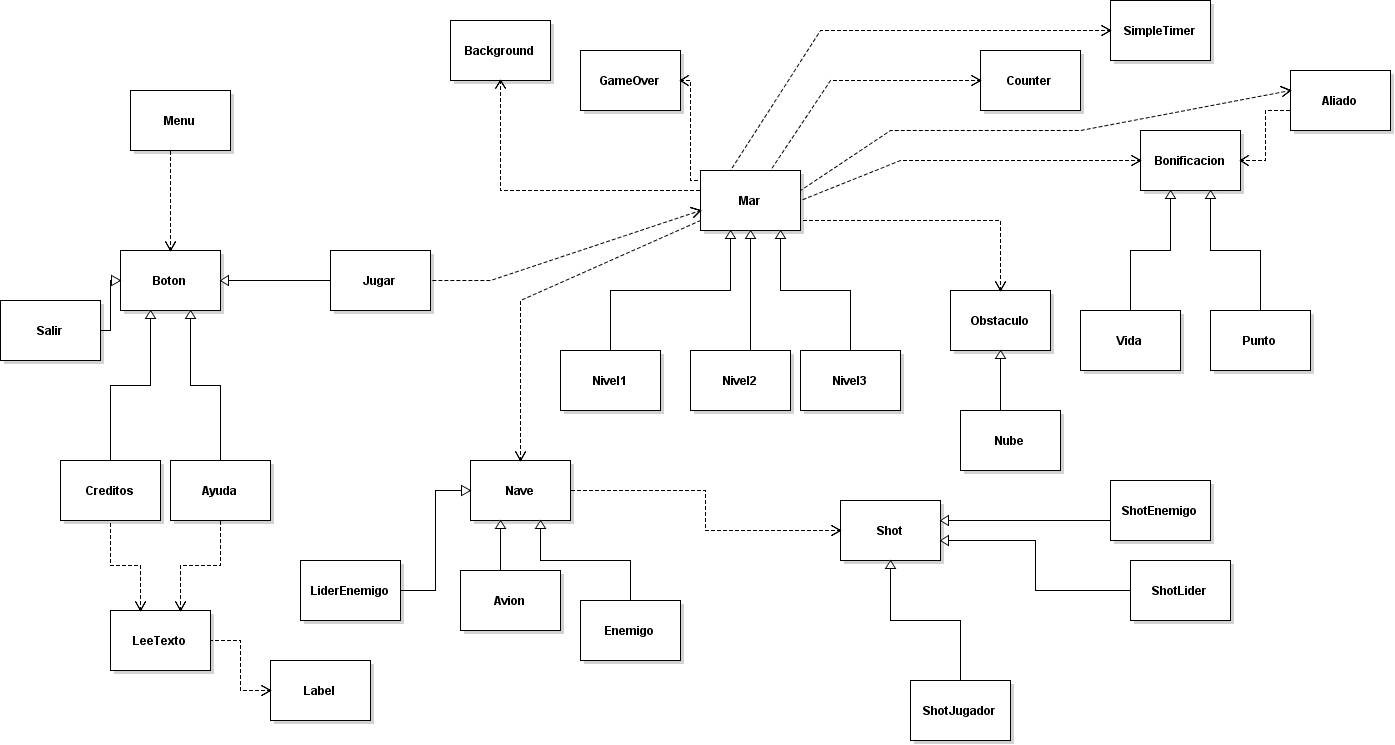 SimpleTimer
Background
GameOver
Counter
Aliado
Menu
Bonificacion
Mar
Boton
Jugar
Salir
Obstaculo
Vida
Punto
Nivel1
Nivel2
Nivel3
Nube
Creditos
Ayuda
Nave
ShotEnemigo
Shot
LiderEnemigo
Avion
ShotLider
Enemigo
LeeTexto
Label
ShotJugador